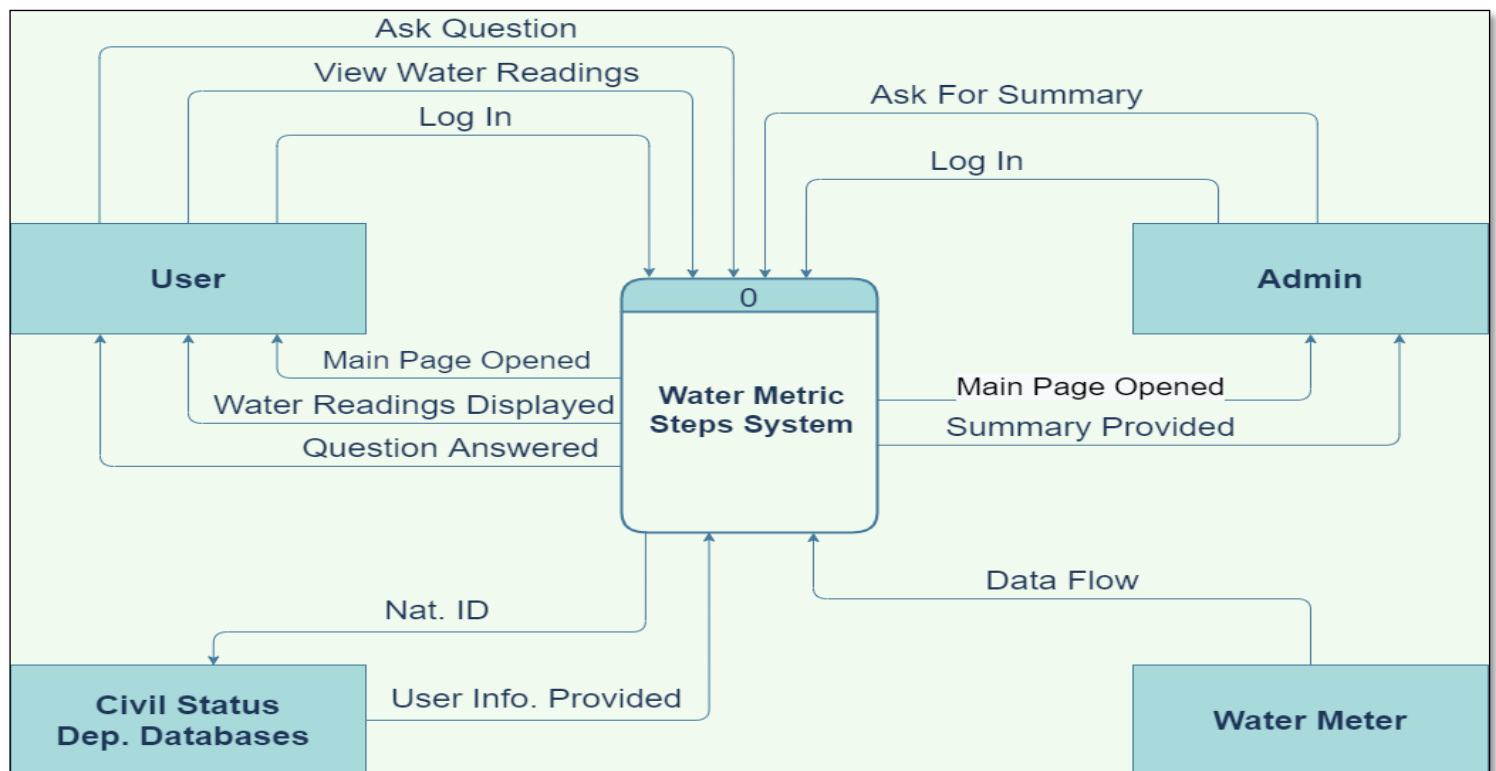 Ask Question
View Water Readings
Log In
Ask For Summary
Log In
User
Admin
0
Water Metric
Steps System
Main Page Opened
Water Readings Displayed
Question Answered
Main Page Opened
Summary Provided
Nat. ID
Data Flow
User Info. Provided
Civil Status
Dep. Databases
Water Meter